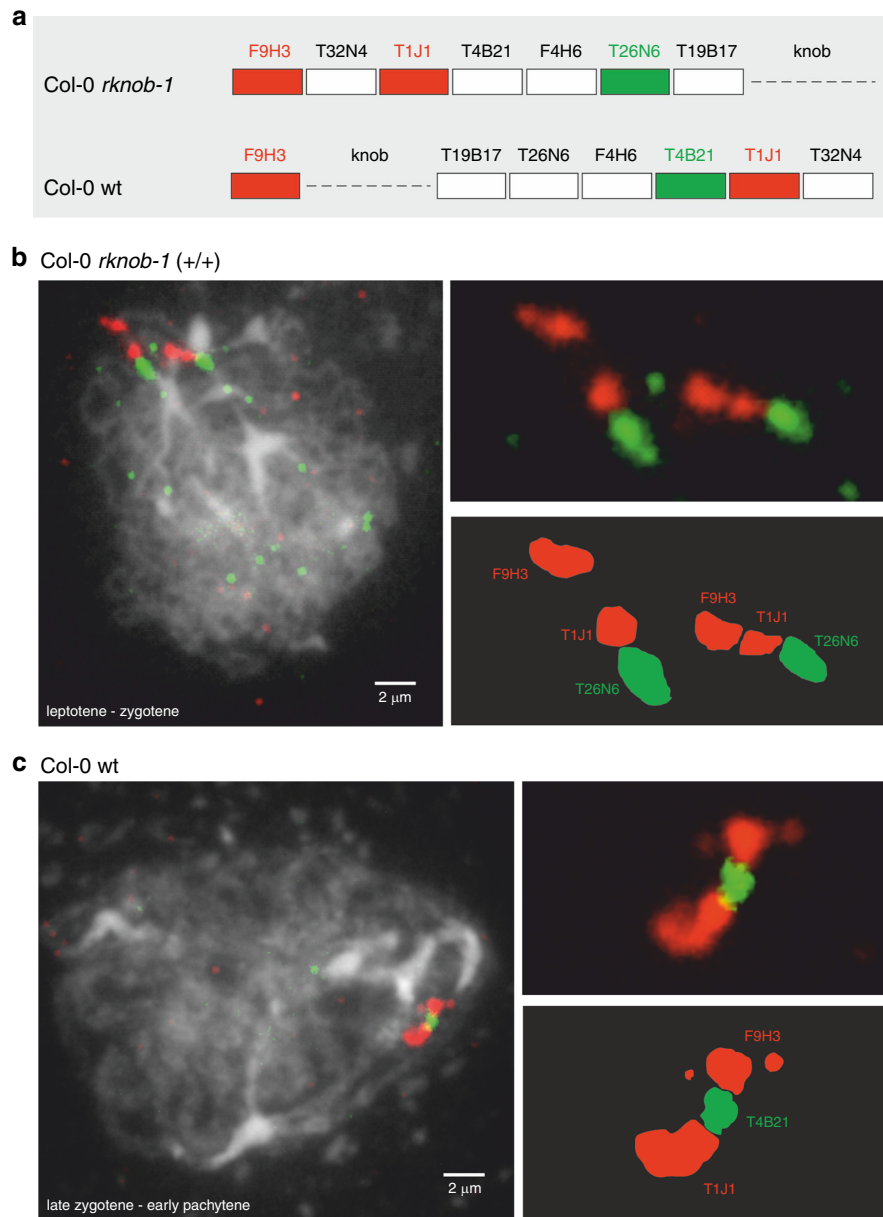 a
F9H3 T32N4 T1J1 T4B21 F4H6 T26N6 T19B17 knob
Col-0 rknob-1
F9H3 knob T19B17 T26N6 F4H6 T4B21 T1J1 T32N4
Col-0 wt
b Col-0 rknob-1 (+/+)
leptotene - zygotene
2 μm
F9H3
T1J1
T26N6
F9H3
T1J1
T26N6
c Col-0 wt
late zygotene - early pachytene
2 μm
F9H3
T4B21
T1J1